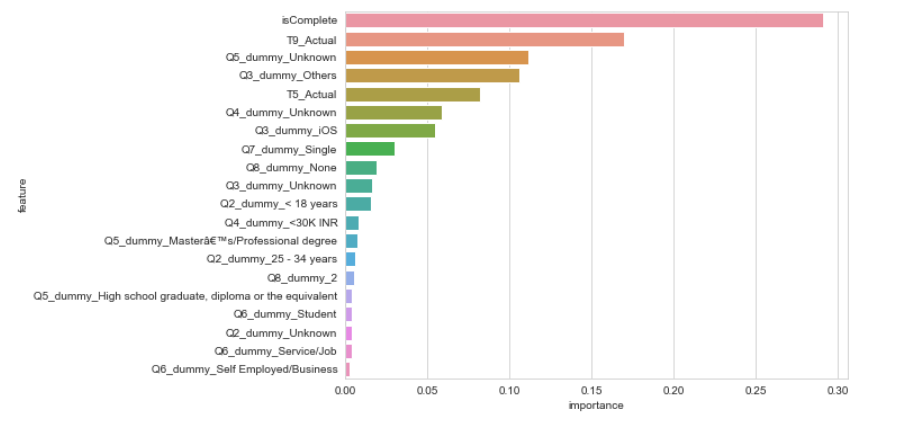 isComplete
T9_Actual
Q5_dummy_Unknown
Q3_dummy_Others
T5_Actual
Q4_dummy_Unknown
Q3_dummy_iOS
Q7_dummy_Single
Q8_dummy_None
Q3_dummy_Unknown
Q2_dummy_< 18 years
Q4_dummy_<30K INR
Q5_dummy_Masterâ€™s/Professional degree
Q2_dummy_25 - 34 years
Q8_dummy_2
Q5_dummy_High school graduate, diploma or the equivalent
Q6_dummy_Student
Q2_dummy_Unknown
Q6_dummy_Service/Job
Q6_dummy_Self Employed/Business
feature
0.00 0.05 0.10 0.15 0.20 0.25 0.30
importance